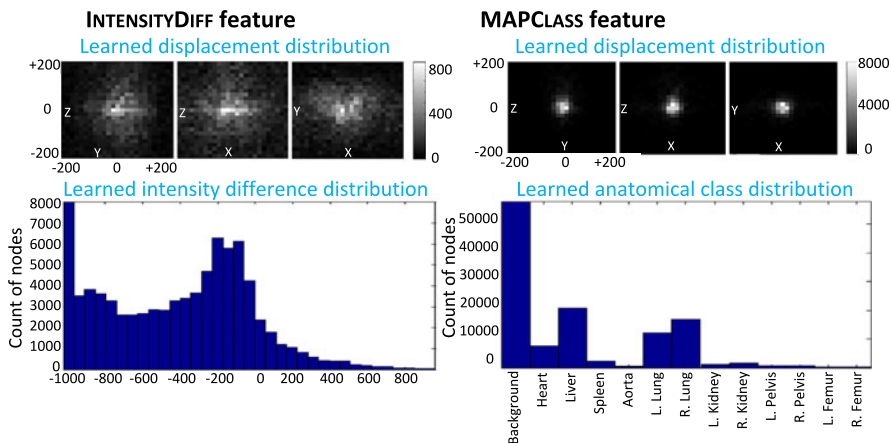 INTENSITYDIFF feature
Learned displacement distribution
+200
0
-200
Z
Y
Z
X
Y
X
-200 0 +200
800
400
0
Learned intensity difference distribution
Count of nodes
8000
7000
6000
5000
4000
3000
2000
1000
0
-1000 -800 -600 -400 -200 0 200 400 600 800
MAPCLASS feature
Learned displacement distribution
+200
0
-200
Z
Y
Z
X
Y
X
-200 0 +200
8000
4000
0
Learned anatomical class distribution
Count of nodes
50000
40000
30000
20000
10000
0
Background
Heart
Liver
Spleen
Aorta
L. Lung
R. Lung
L. Kidney
R. Kidney
L. Pelvis
R. Pelvis
L. Femur
R. Femur